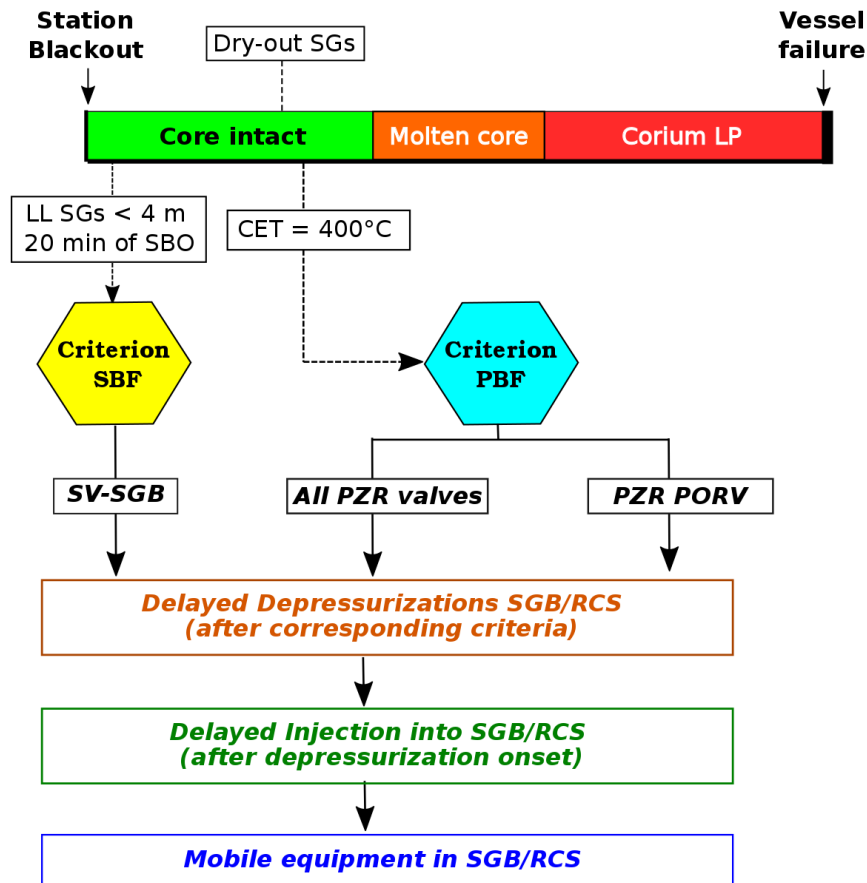 Station
Blackout
Dry-out SGs
Vessel
failure
Core intact
Molten core
Corium LP
LL SGs < 4 m
20 min of SBO
CET = 400°C
Criterion
SBF
Criterion
PBF
SV-SGB
All PZR valves
PZR PORV
Delayed Depressurizations SGB/RCS
(after corresponding criteria)
Delayed Injection into SGB/RCS
(after depressurization onset)
Mobile equipment in SGB/RCS